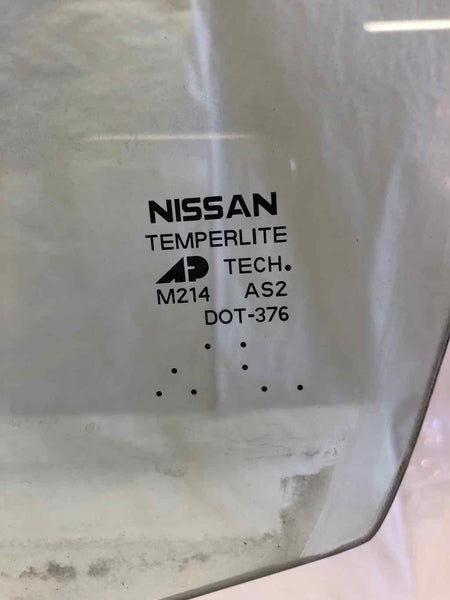 NISSAN
TEMPERLITE
AP TECH.
M214 AS2
DOT-376